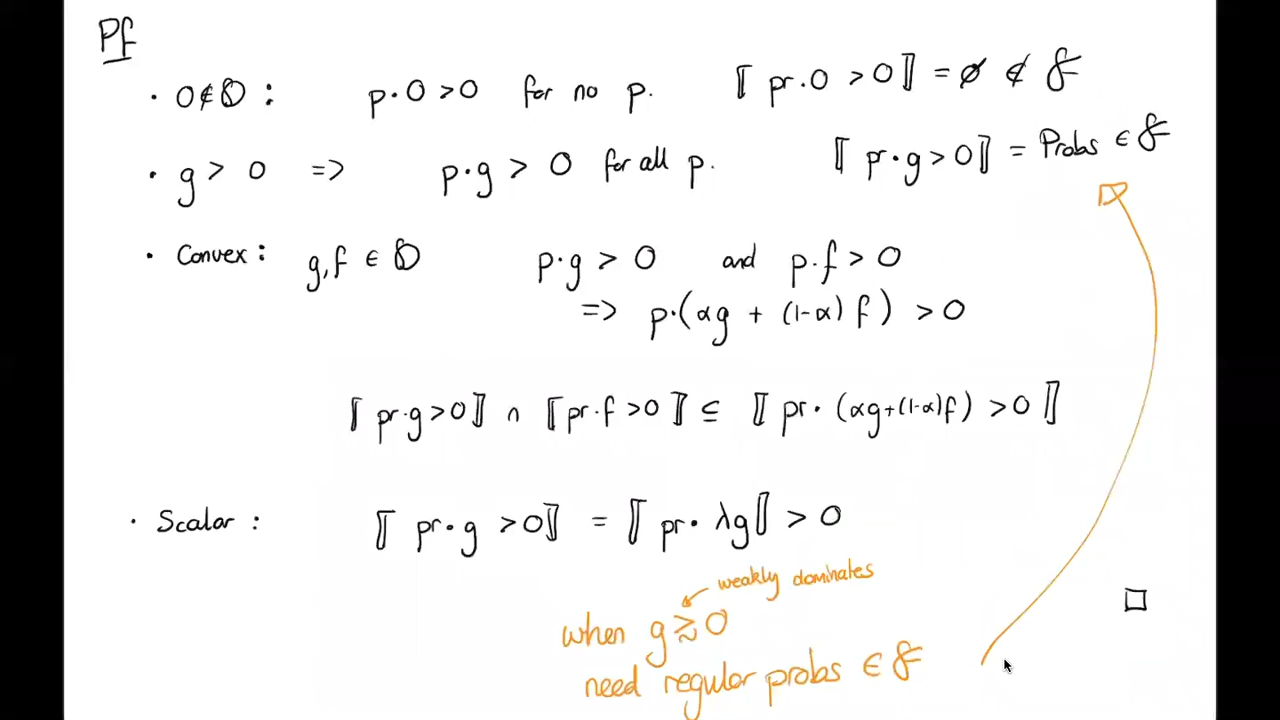 Pf
· 0∉𝒟 : p·0 >0 for no p. ⟦ pr·0 >0⟧ = ∅ ∉ ℱ
· g > 0 => p·g > 0 for all p. ⟦ pr·g >0⟧ = Probs ∈ ℱ
· Convex : g,f ∈ 𝒟 p·g > 0 and p·f > 0
=> p·(αg + (1-α) f ) > 0
⟦ pr·g >0⟧ ∩ ⟦ pr·f >0 ⟧ ⊆ ⟦ pr· (αg+(1-α)f) >0 ⟧
· Scalar : ⟦ pr·g >0⟧ = ⟦ pr· λg⟧ > 0
weakly dominates
when g ⪆ 0
□
need regular probs ∈ ℱ